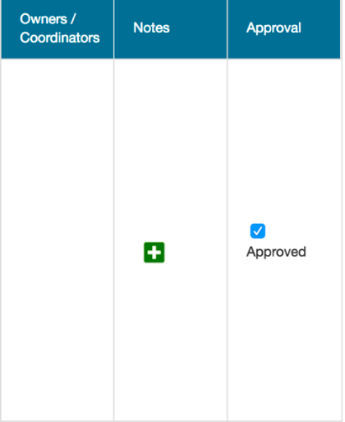 Owners /
Coordinators
Notes
Approval
Approved